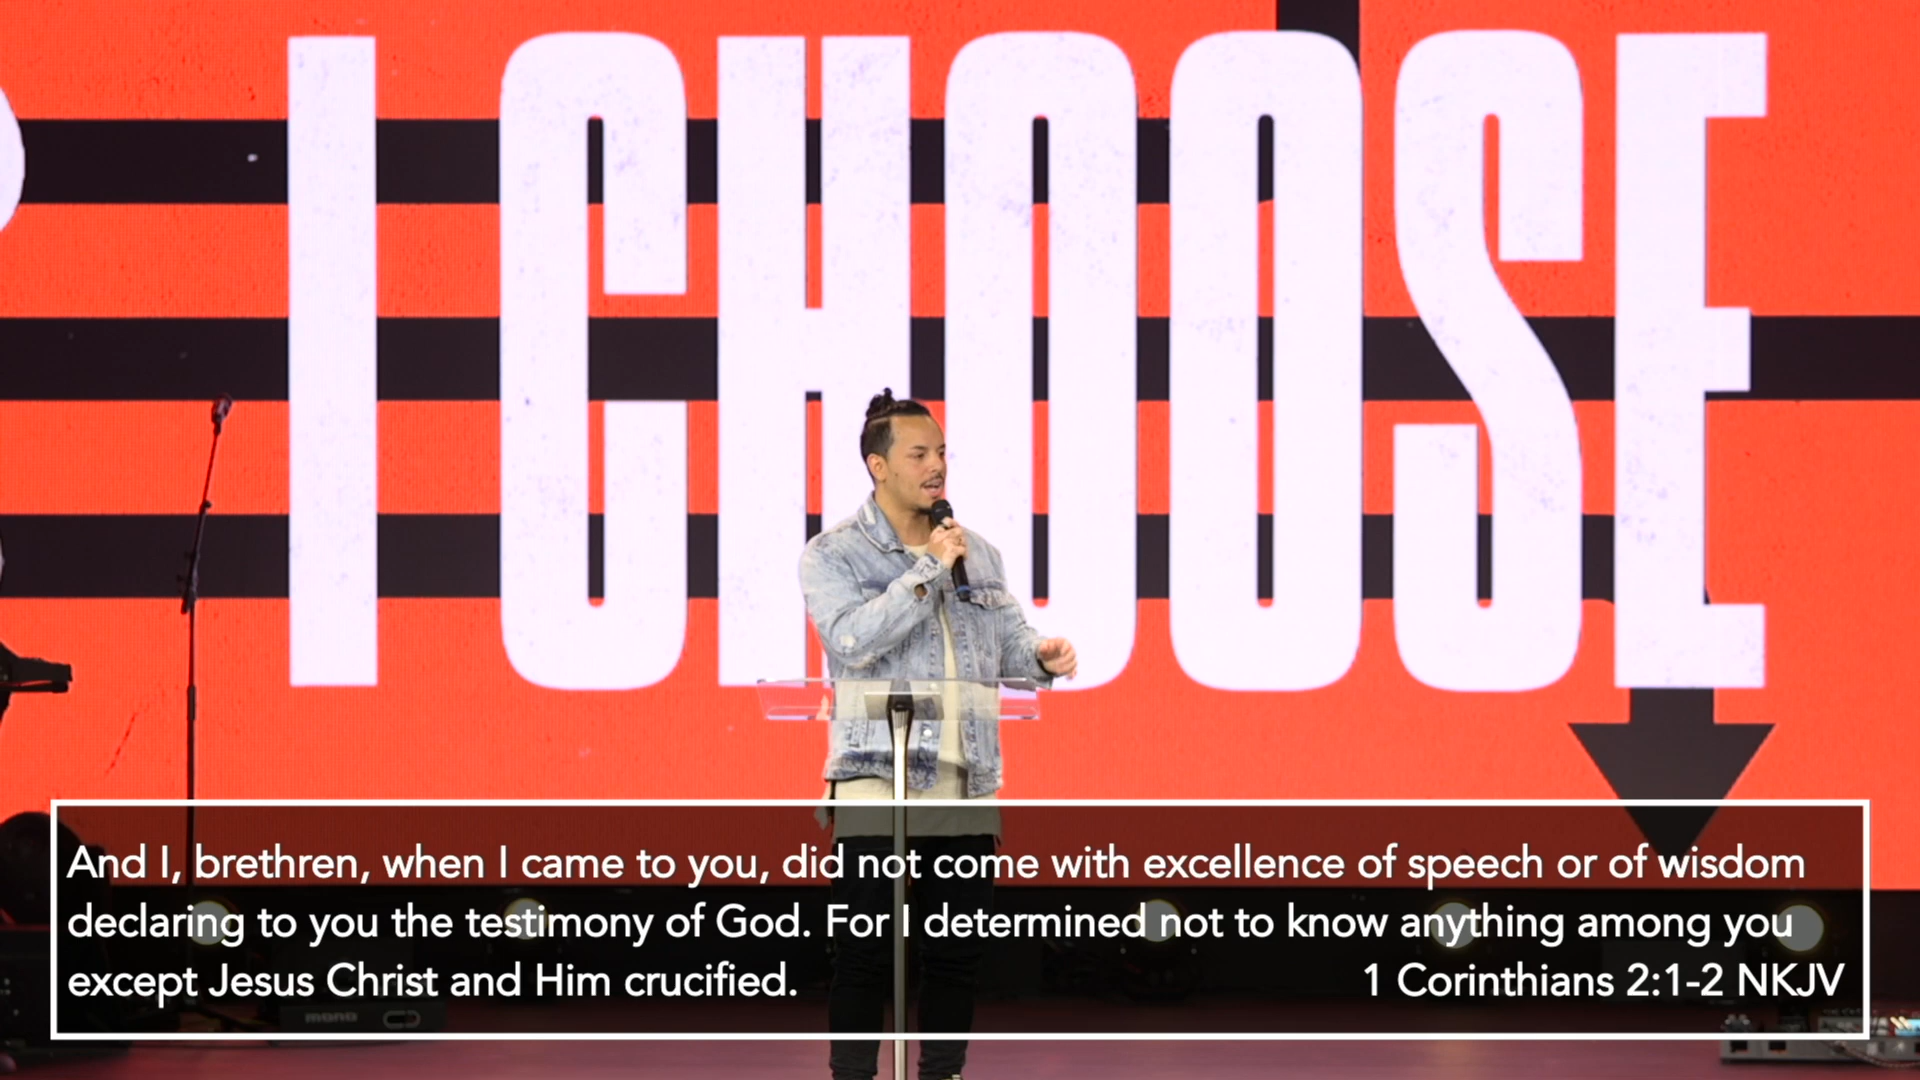 I CHOOSE
And I, brethren, when I came to you, did not come with excellence of speech or of wisdom
declaring to you the testimony of God. For I determined not to know anything among you
except Jesus Christ and Him crucified. 1 Corinthians 2:1-2 NKJV
mono